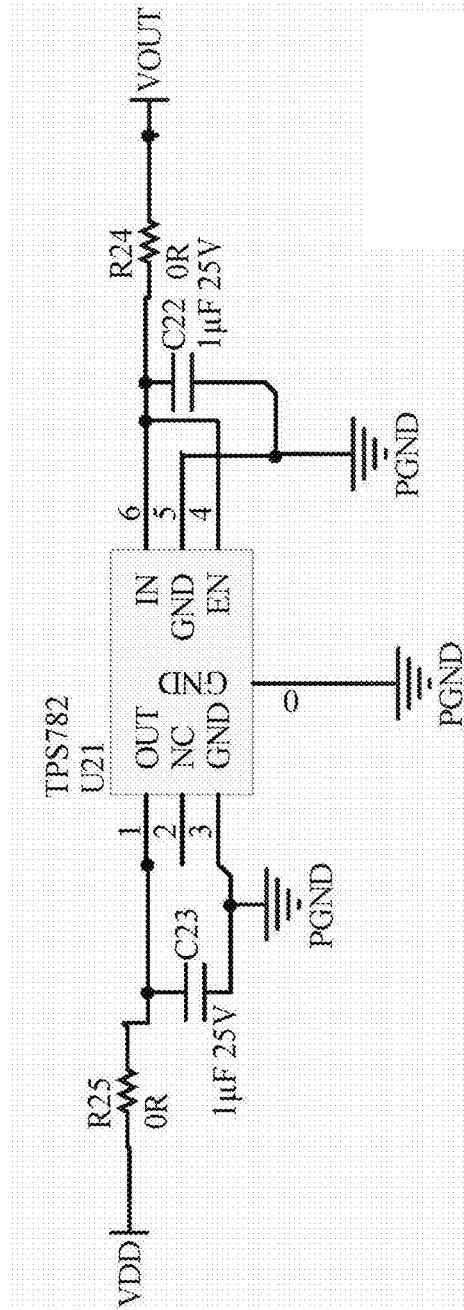 VDD
R25
0R
C23
1μF 25V
PGND
TPS782
U21
1
2
3
OUT
NC
GND
GND
IN
GND
EN
0
PGND
6
5
4
C22
1μF 25V
PGND
R24
0R
VOUT